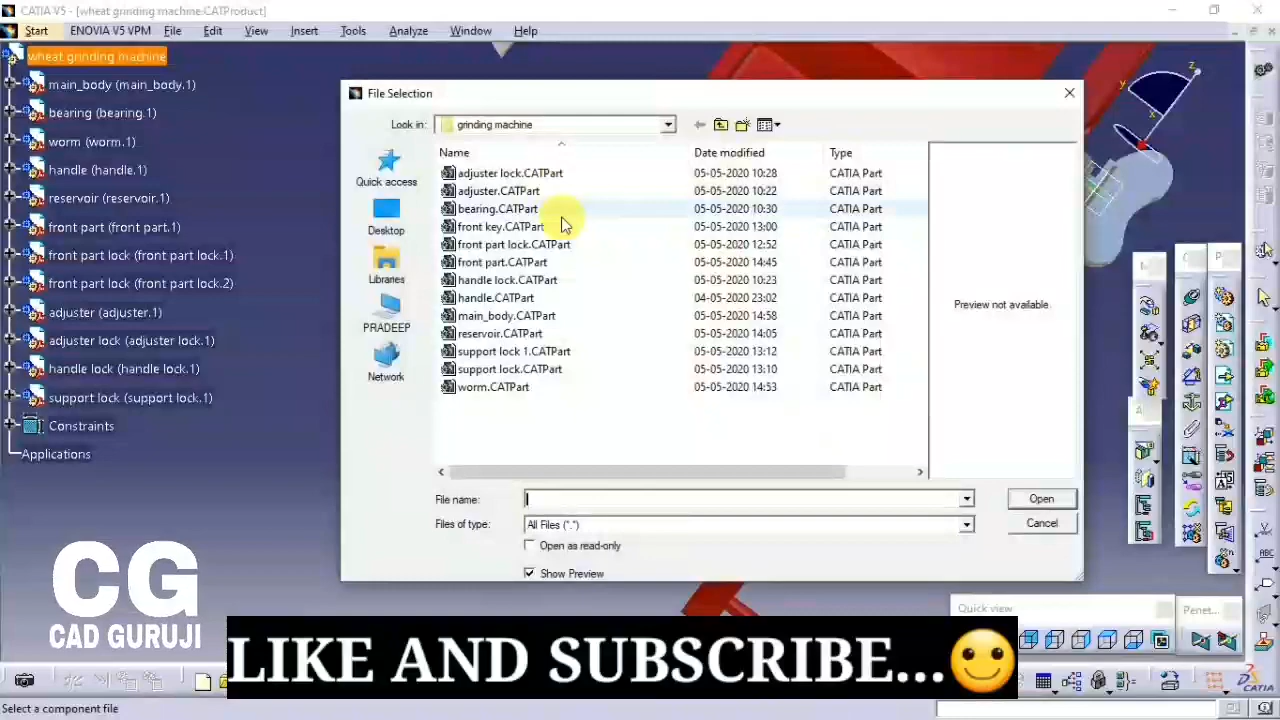 CATIA V5 - [wheat grinding machine.CATProduct]
Start ENOVIA V5 VPM File Edit View Insert Tools Analyze Window Help
wheat grinding machine
main_body (main_body.1)
bearing (bearing.1)
worm (worm.1)
handle (handle.1)
reservoir (reservoir.1)
front part (front part.1)
front part lock (front part lock.1)
front part lock (front part lock.2)
adjuster (adjuster.1)
adjuster lock (adjuster lock.1)
handle lock (handle lock.1)
support lock (support lock.1)
Constraints
Applications
File Selection
Look in: grinding machine
Quick access
Desktop
Libraries
PRADEEP
Network
Name Date modified Type
adjuster lock.CATPart 05-05-2020 10:28 CATIA Part
adjuster.CATPart 05-05-2020 10:22 CATIA Part
bearing.CATPart 05-05-2020 10:30 CATIA Part
front key.CATPart 05-05-2020 13:00 CATIA Part
front part lock.CATPart 05-05-2020 12:52 CATIA Part
front part.CATPart 05-05-2020 14:45 CATIA Part
handle lock.CATPart 05-05-2020 10:23 CATIA Part
handle.CATPart 04-05-2020 23:02 CATIA Part
main_body.CATPart 05-05-2020 14:58 CATIA Part
reservoir.CATPart 05-05-2020 14:05 CATIA Part
support lock 1.CATPart 05-05-2020 13:12 CATIA Part
support lock.CATPart 05-05-2020 13:10 CATIA Part
worm.CATPart 05-05-2020 14:53 CATIA Part
Preview not available
File name: Open
Files of type: All Files (*.*) Cancel
Open as read-only
Show Preview
z
y
x
Quick view
Penet...
CG
CAD GURUJI
LIKE AND SUBSCRIBE...
CATIA
Select a component file